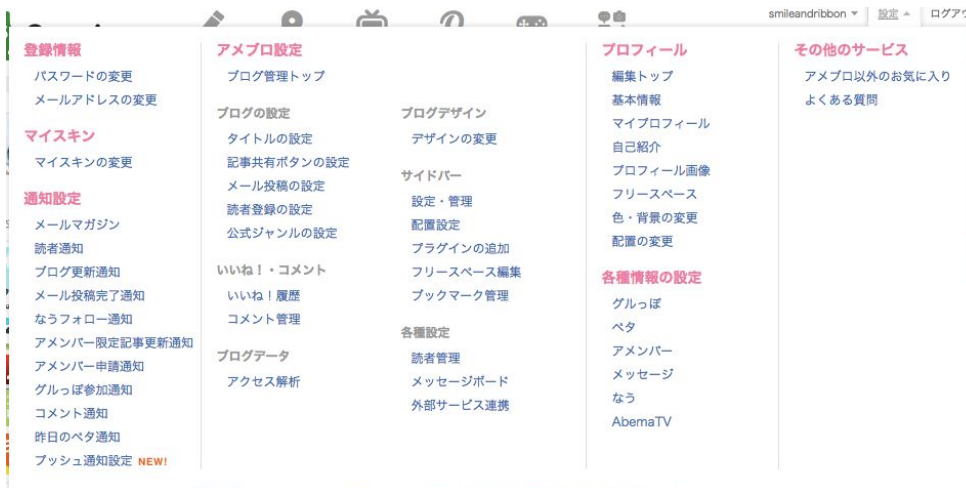 smileandribbon ▼ 設定 ▲ ログアウ
登録情報
パスワードの変更
メールアドレスの変更
マイスキン
マイスキンの変更
通知設定
メールマガジン
読者通知
ブログ更新通知
メール投稿完了通知
なうフォロー通知
アメンバー限定記事更新通知
アメンバー申請通知
グルっぽ参加通知
コメント通知
昨日のペタ通知
プッシュ通知設定 NEW!
アメブロ設定
ブログ管理トップ
ブログの設定
タイトルの設定
記事共有ボタンの設定
メール投稿の設定
読者登録の設定
公式ジャンルの設定
いいね!・コメント
いいね!履歴
コメント管理
ブログデータ
アクセス解析
ブログデザイン
デザインの変更
サイドバー
設定・管理
配置設定
プラグインの追加
フリースペース編集
ブックマーク管理
各種設定
読者管理
メッセージボード
外部サービス連携
プロフィール
編集トップ
基本情報
マイプロフィール
自己紹介
プロフィール画像
フリースペース
色・背景の変更
配置の変更
各種情報の設定
グルっぽ
ペタ
アメンバー
メッセージ
なう
AbemaTV
その他のサービス
アメブロ以外のお気に入り
よくある質問